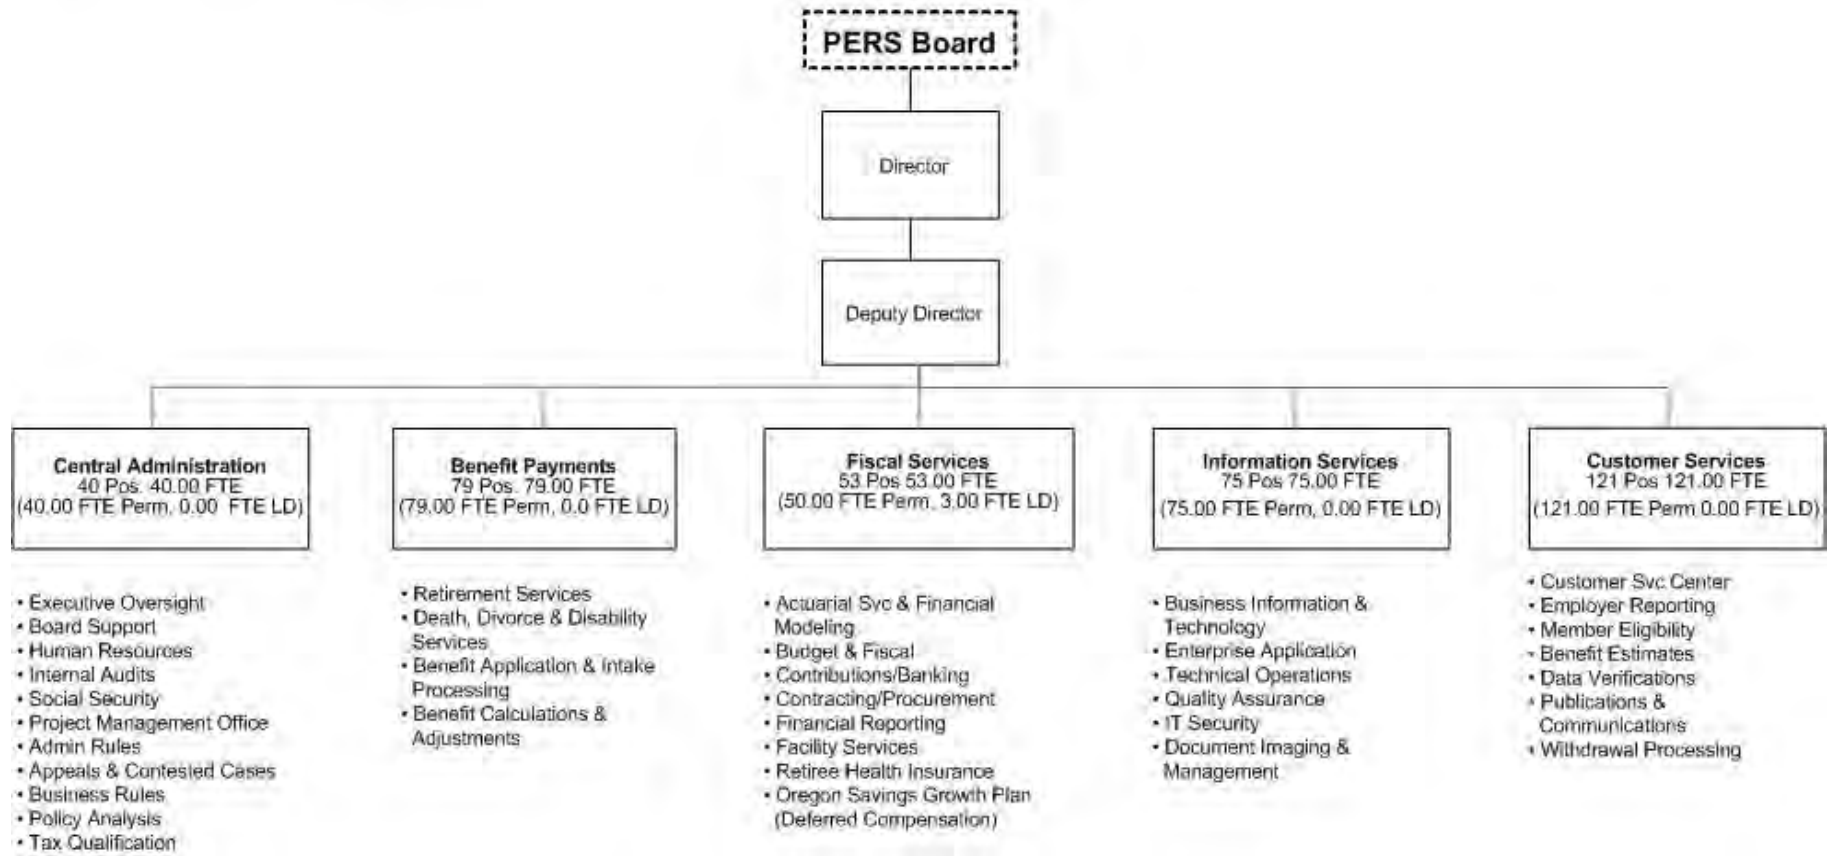 PERS Board
Director
Deputy Director
Central Administration
40 Pos. 40.00 FTE
(40.00 FTE Perm, 0.00 FTE LD)
• Executive Oversight
• Board Support
• Human Resources
• Internal Audits
• Social Security
• Project Management Office
• Admin Rules
• Appeals & Contested Cases
• Business Rules
• Policy Analysis
• Tax Qualification
Benefit Payments
79 Pos. 79.00 FTE
(79.00 FTE Perm, 0.0 FTE LD)
• Retirement Services
• Death, Divorce & Disability
Services
• Benefit Application & Intake
Processing
• Benefit Calculations &
Adjustments
Fiscal Services
53 Pos 53.00 FTE
(50.00 FTE Perm, 3.00 FTE LD)
• Actuarial Svc & Financial
Modeling
• Budget & Fiscal
• Contributions/Banking
• Contracting/Procurement
• Financial Reporting
• Facility Services
• Retiree Health Insurance
• Oregon Savings Growth Plan
(Deferred Compensation)
Information Services
75 Pos 75.00 FTE
(75.00 FTE Perm, 0.00 FTE LD)
• Business Information &
Technology
• Enterprise Application
• Technical Operations
• Quality Assurance
• IT Security
• Document Imaging &
Management
Customer Services
121 Pos 121.00 FTE
(121.00 FTE Perm 0.00 FTE LD)
• Customer Svc Center
• Employer Reporting
• Member Eligibility
• Benefit Estimates
• Data Verifications
• Publications &
Communications
• Withdrawal Processing